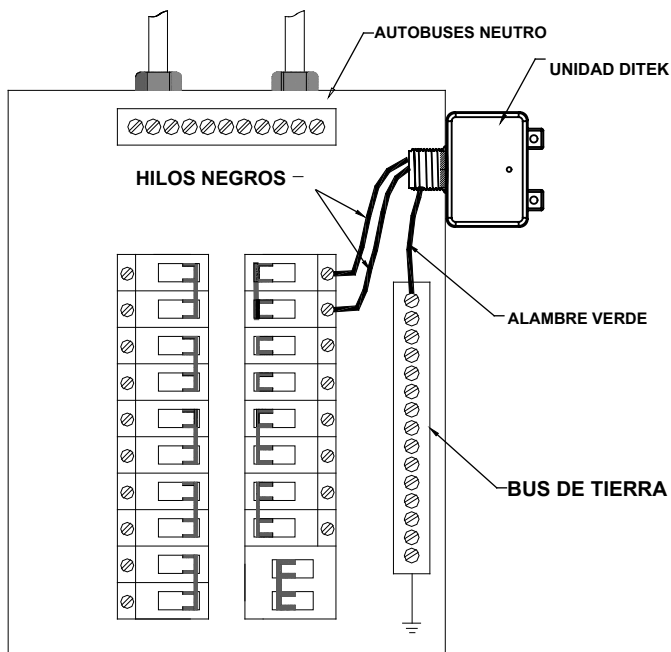 AUTOBUSES NEUTRO
UNIDAD DITEK
HILOS NEGROS
ALAMBRE VERDE
BUS DE TIERRA